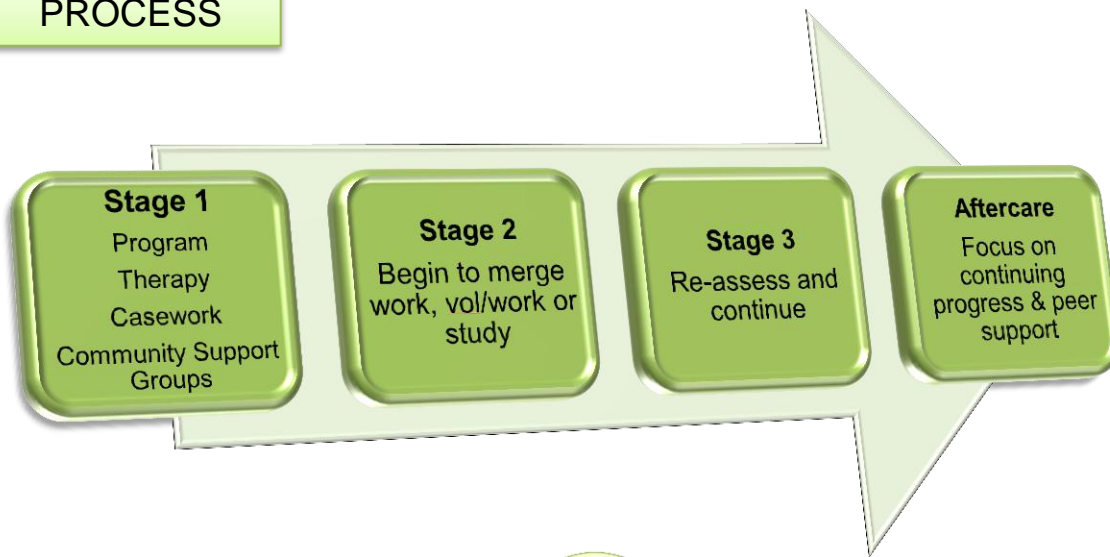 PROCESS
Stage 1
Program
Therapy
Casework
Community Support
Groups
Stage 2
Begin to merge
work, vol/work or
study
Stage 3
Re-assess and
continue
Aftercare
Focus on
continuing
progress & peer
support